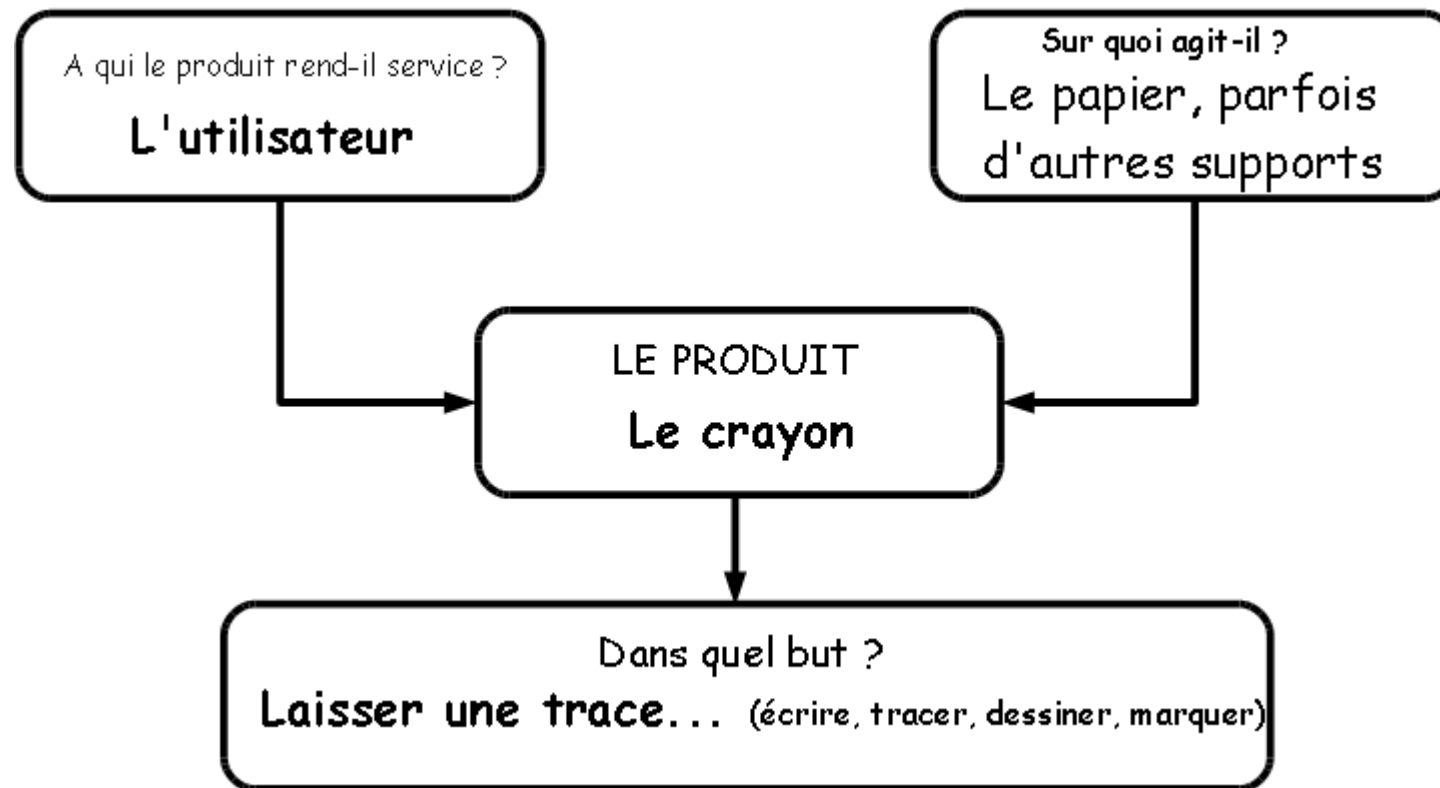 A qui le produit rend-il service ?
L'utilisateur
Sur quoi agit-il ?
Le papier, parfois
d'autres supports
LE PRODUIT
Le crayon
Dans quel but ?
Laisser une trace... (écrire, tracer, dessiner, marquer)